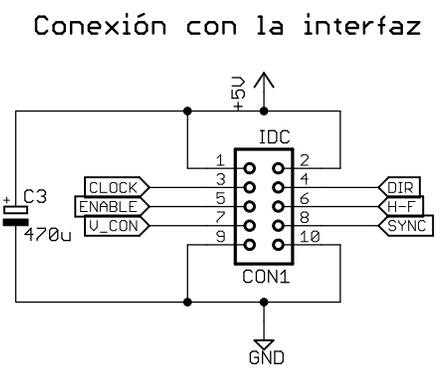 Conexión con la interfaz
+5V
IDC
1 2
CLOCK 3 4 DIR
ENABLE 5 6 H-F
V_CON 7 8 SYNC
9 10
+ C3
470u
CON1
GND